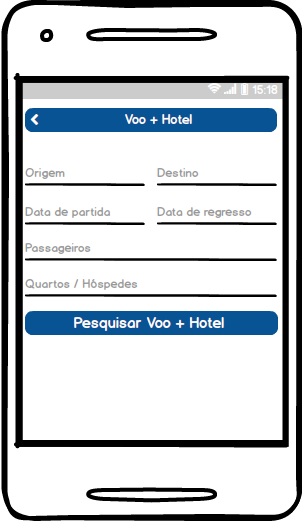 15:18
Voo + Hotel
Origem Destino
Data de partida Data de regresso
Passageiros
Quartos / Hóspedes
Pesquisar Voo + Hotel